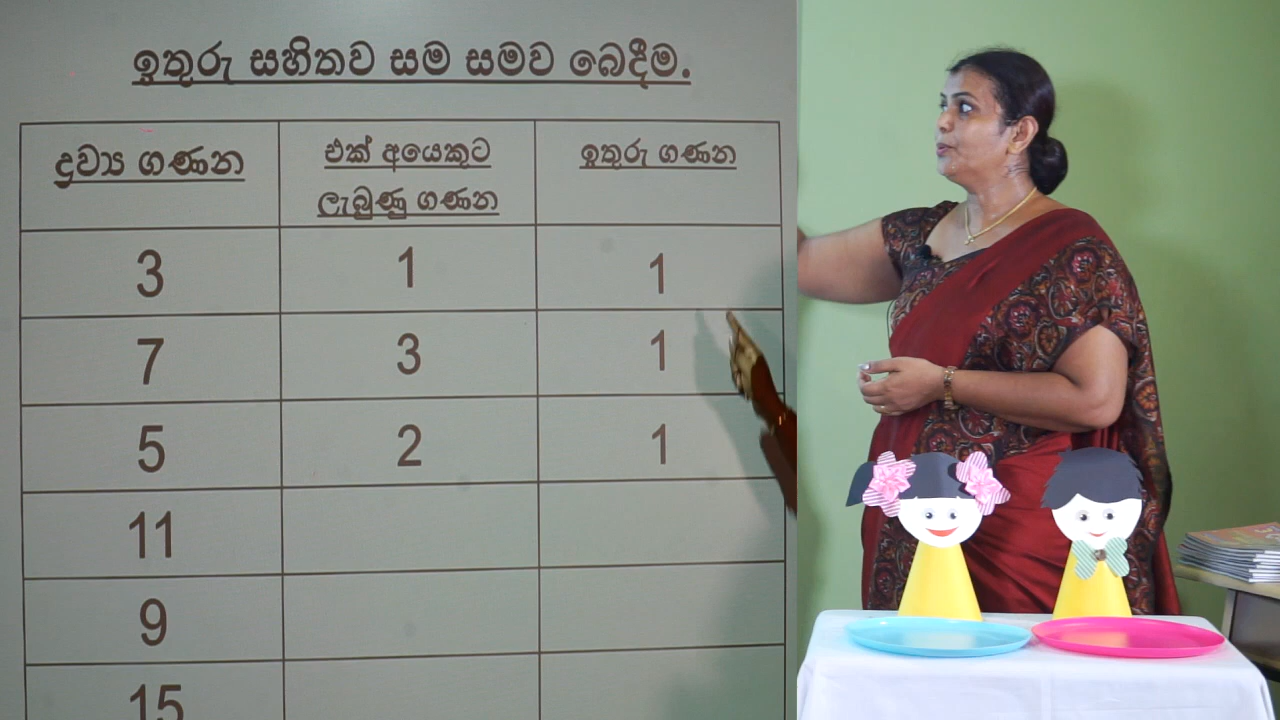 ඉතුරු සහිතව සම සමව බෙදීම.
ද්‍රව්‍ය ගණන
එක් අයෙකුට
ලැබුණු ගණන
ඉතුරු ගණන
3 1 1
7 3 1
5 2 1
11
9
15